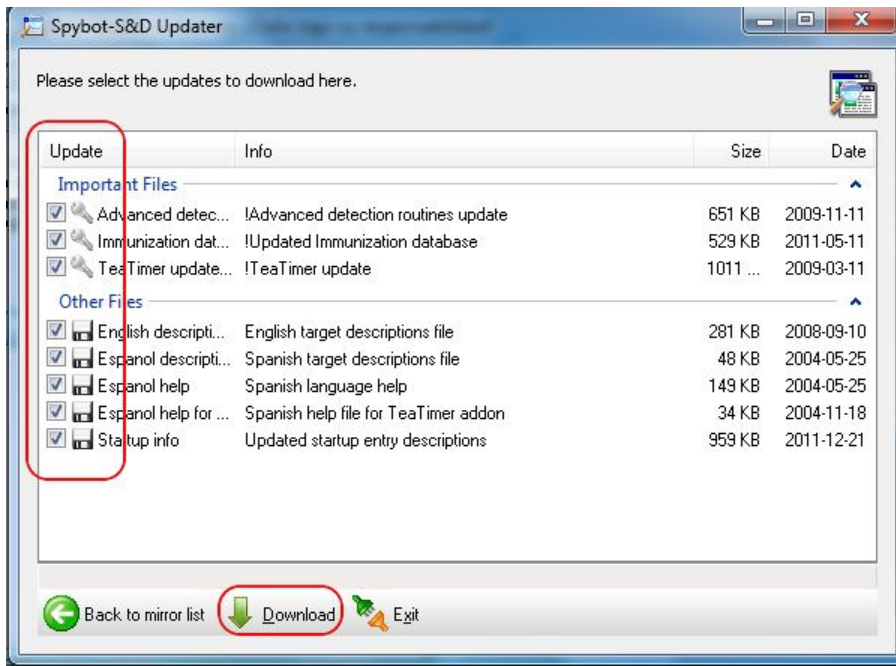 Spybot-S&D Updater
Please select the updates to download here.
Update Info Size Date
Important Files
Advanced detec... !Advanced detection routines update 651 KB 2009-11-11
Immunization dat... !Updated Immunization database 529 KB 2011-05-11
TeaTimer update... !TeaTimer update 1011 ... 2009-03-11
Other Files
English descripti... English target descriptions file 281 KB 2008-09-10
Espanol descripti... Spanish target descriptions file 48 KB 2004-05-25
Espanol help Spanish language help 149 KB 2004-05-25
Espanol help for ... Spanish help file for TeaTimer addon 34 KB 2004-11-18
Startup info Updated startup entry descriptions 959 KB 2011-12-21
Back to mirror list Download Exit